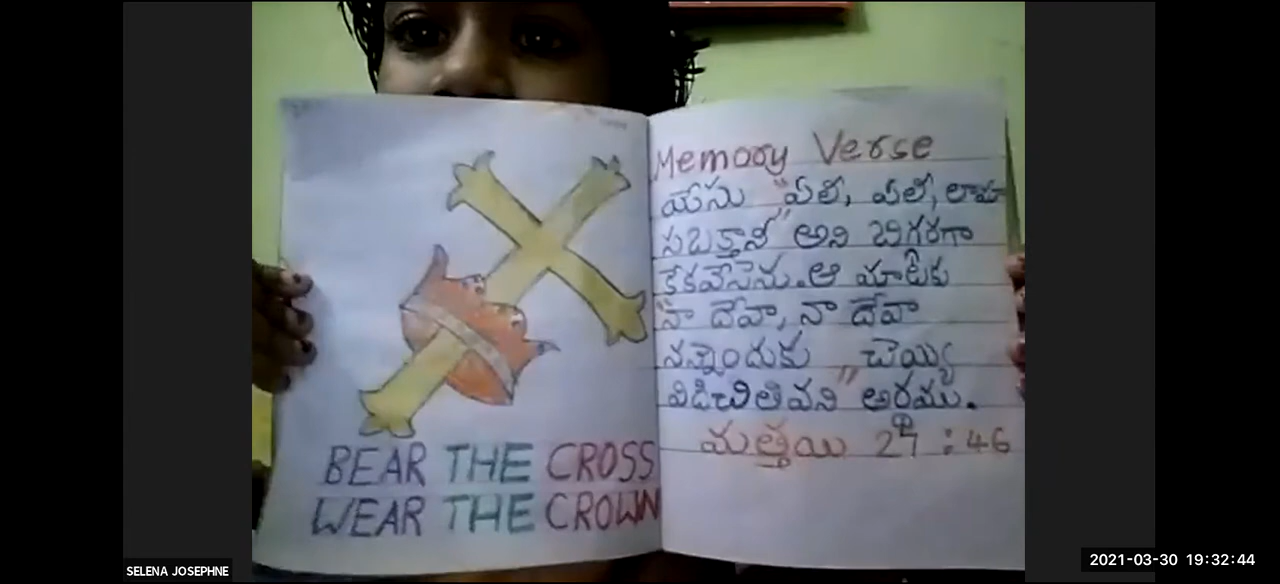 BEAR THE CROSS
WEAR THE CROWN
Memory Verse
యేసు "ఏలీ, ఏలీ, లామా
సబక్తానీ" అని బిగ్గరగా
కేకవేసెను. ఆ మాటకు
"నా దేవా, నా దేవా
నన్నెందుకు చెయ్యి
విడిచితివని" అర్థము.
మత్తయి 27 : 46
SELENA JOSEPHNE
2021-03-30 19:32:44